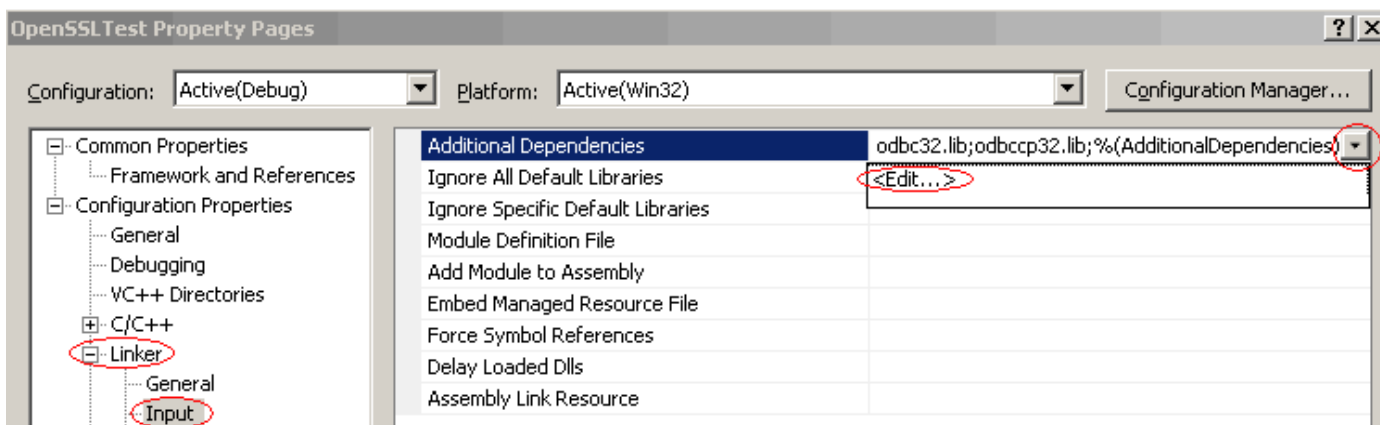 OpenSSLTest Property Pages
Configuration: Active(Debug) Platform: Active(Win32) Configuration Manager...
Common Properties
Framework and References
Configuration Properties
General
Debugging
VC++ Directories
C/C++
Linker
General
Input
Additional Dependencies odbc32.lib;odbccp32.lib;%(AdditionalDependencies)
Ignore All Default Libraries <Edit...>
Ignore Specific Default Libraries
Module Definition File
Add Module to Assembly
Embed Managed Resource File
Force Symbol References
Delay Loaded Dlls
Assembly Link Resource